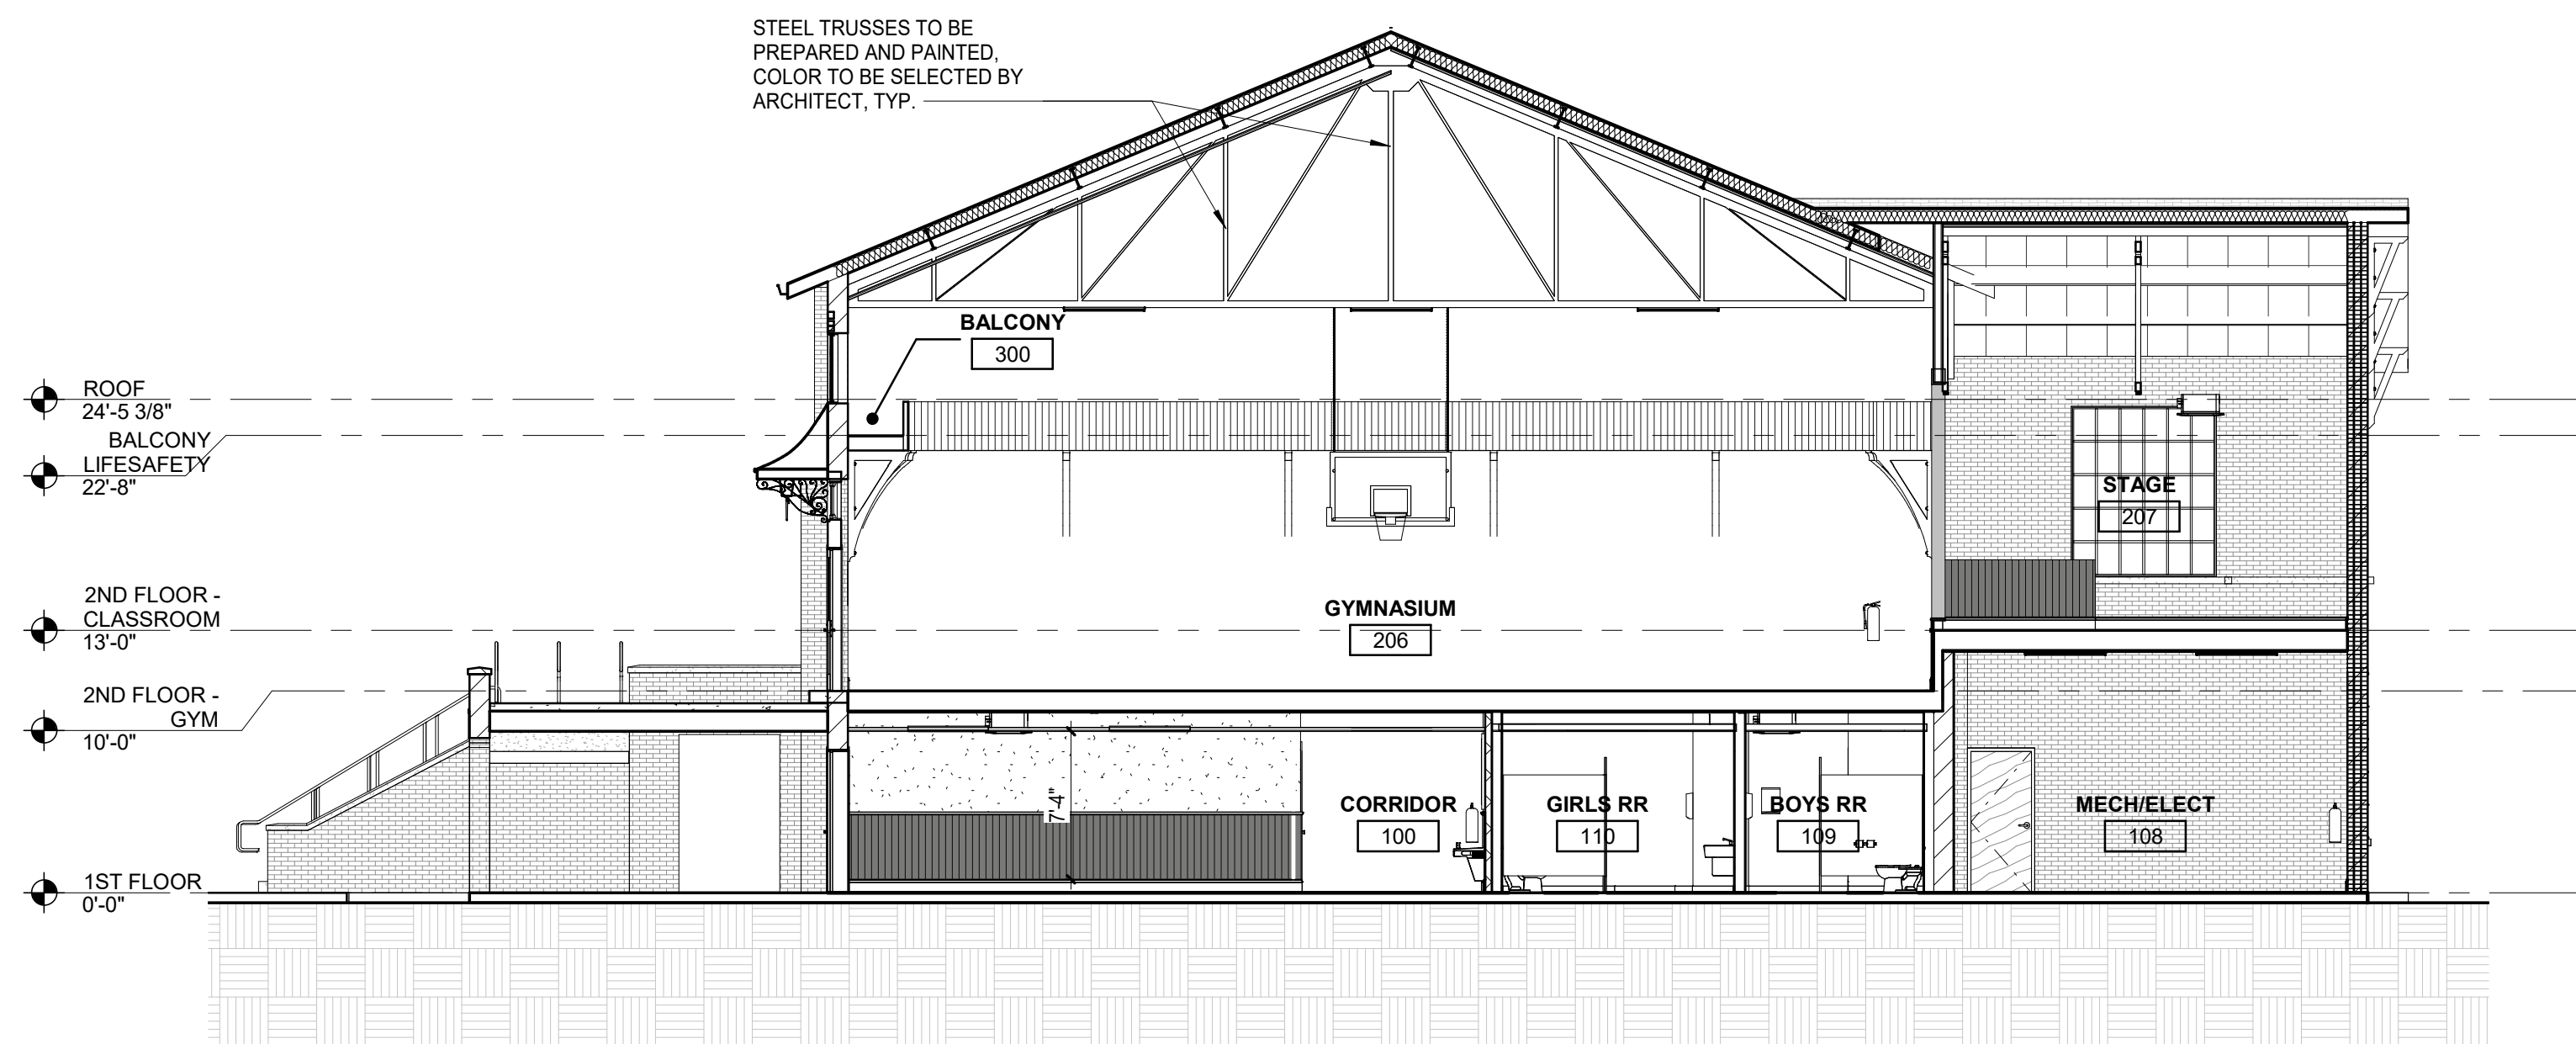 STEEL TRUSSES TO BE
PREPARED AND PAINTED,
COLOR TO BE SELECTED BY
ARCHITECT, TYP.
BALCONY
300
ROOF
24'-5 3/8"
BALCONY
LIFESAFETY
22'-8"
STAGE
207
2ND FLOOR -
CLASSROOM
13'-0"
GYMNASIUM
206
2ND FLOOR -
GYM
10'-0"
7'-4"
CORRIDOR
100
GIRLS RR
110
BOYS RR
109
MECH/ELECT
108
1ST FLOOR
0'-0"